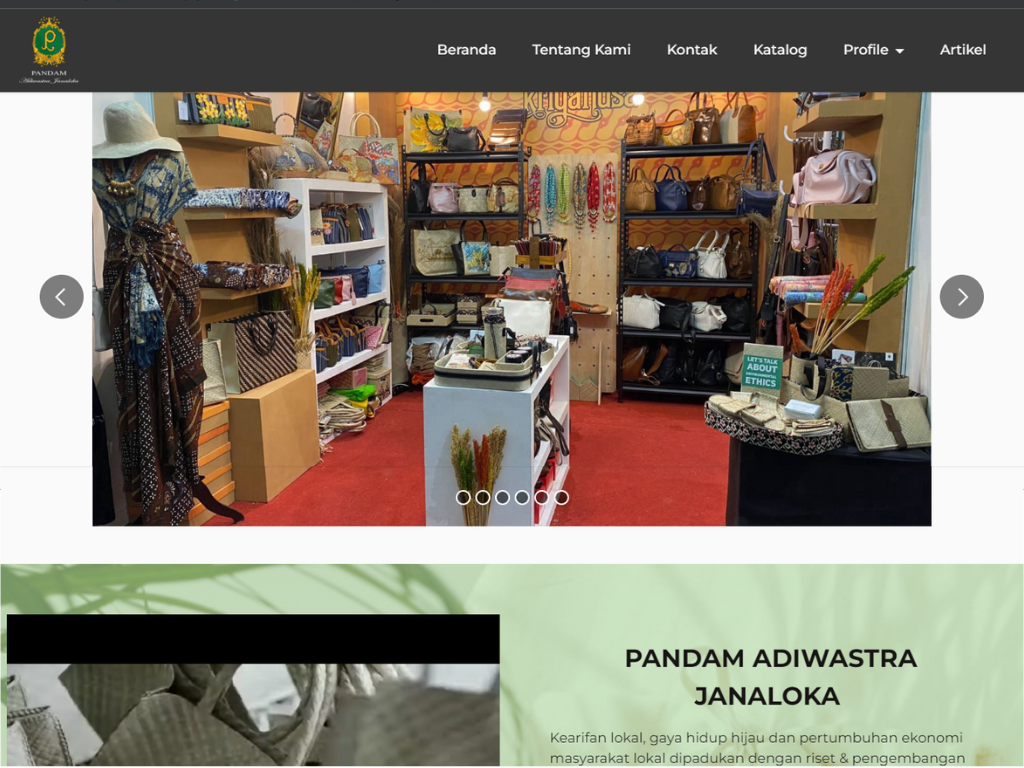 PANDAM
Adiwastra Janaloka
Beranda
Tentang Kami
Kontak
Katalog
Profile
Artikel
kriyanusa
LET'S TALK
ABOUT
ENVIRONMENTAL
ETHICS
PANDAM ADIWASTRA
JANALOKA
Kearifan lokal, gaya hidup hijau dan pertumbuhan ekonomi
masyarakat lokal dipadukan dengan riset & pengembangan